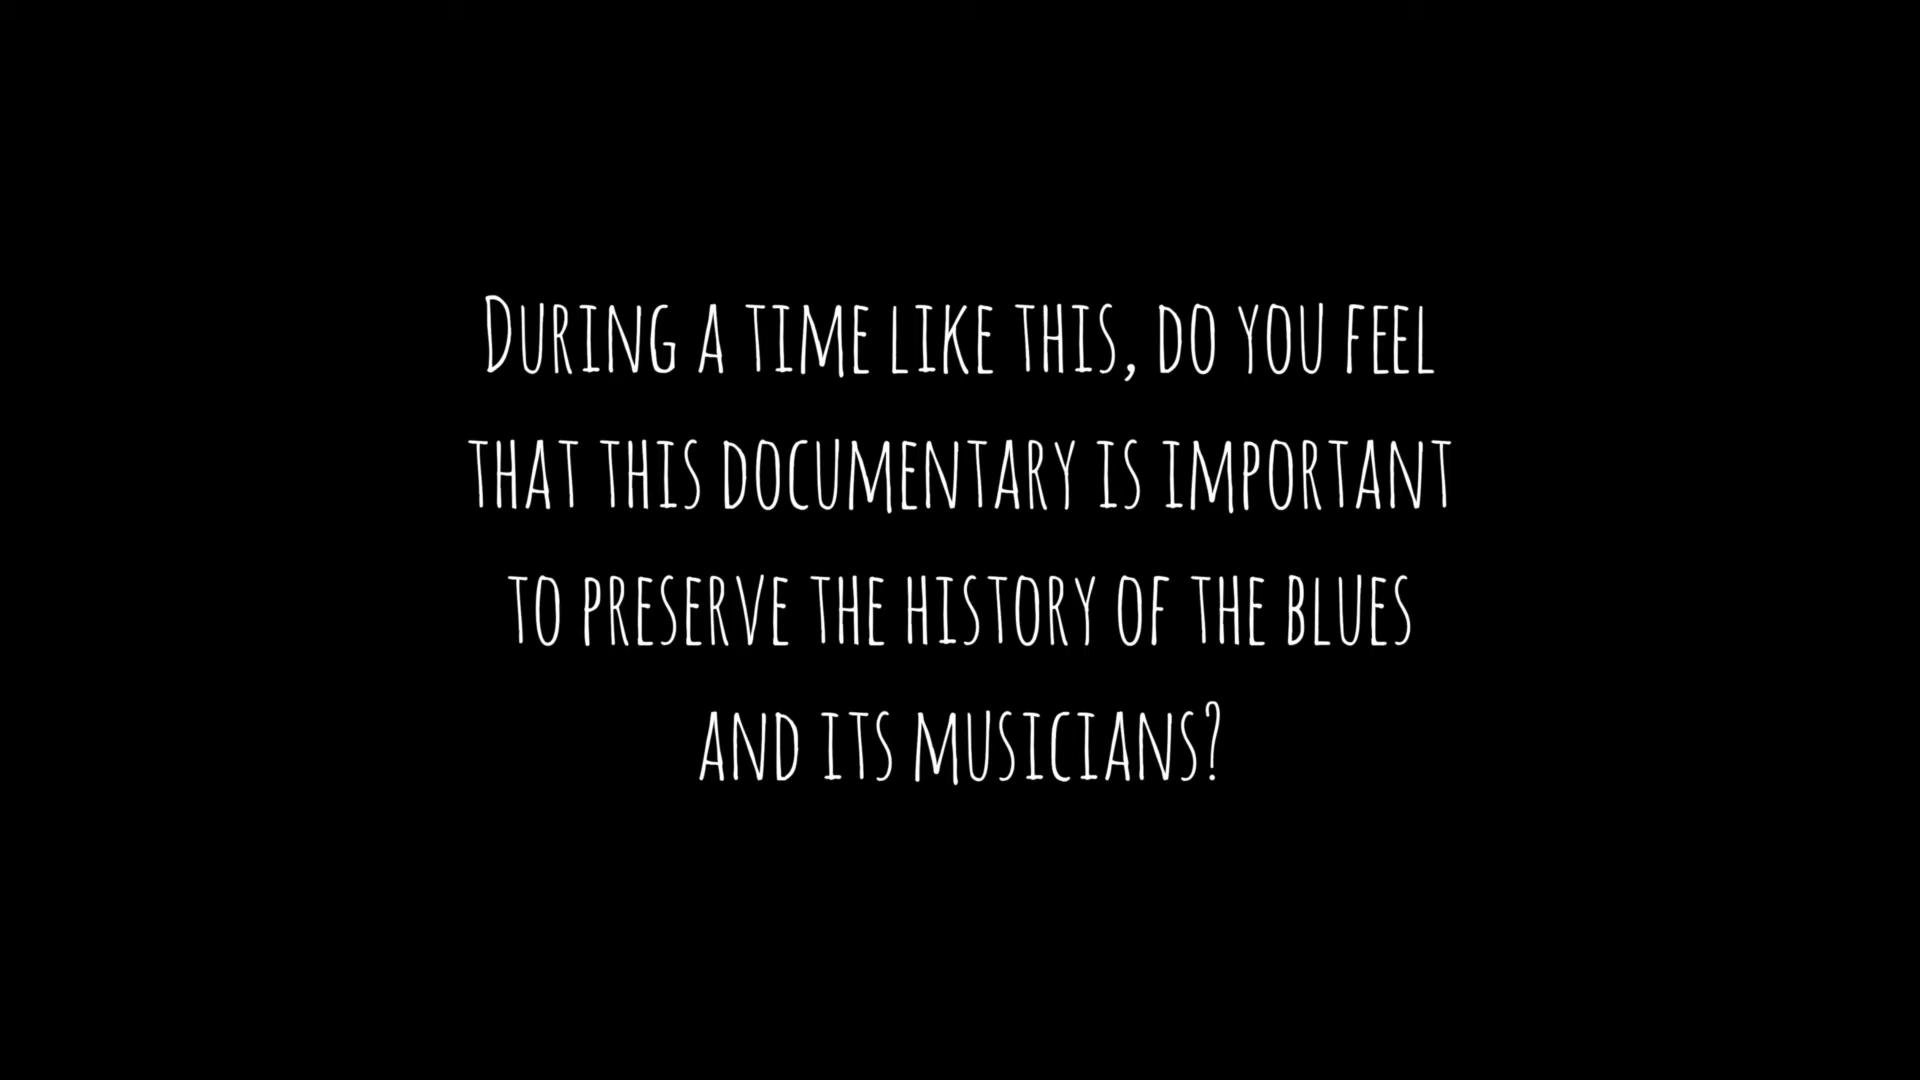 During a time like this, do you feel
that this documentary is important
to preserve the history of the blues
and its musicians?